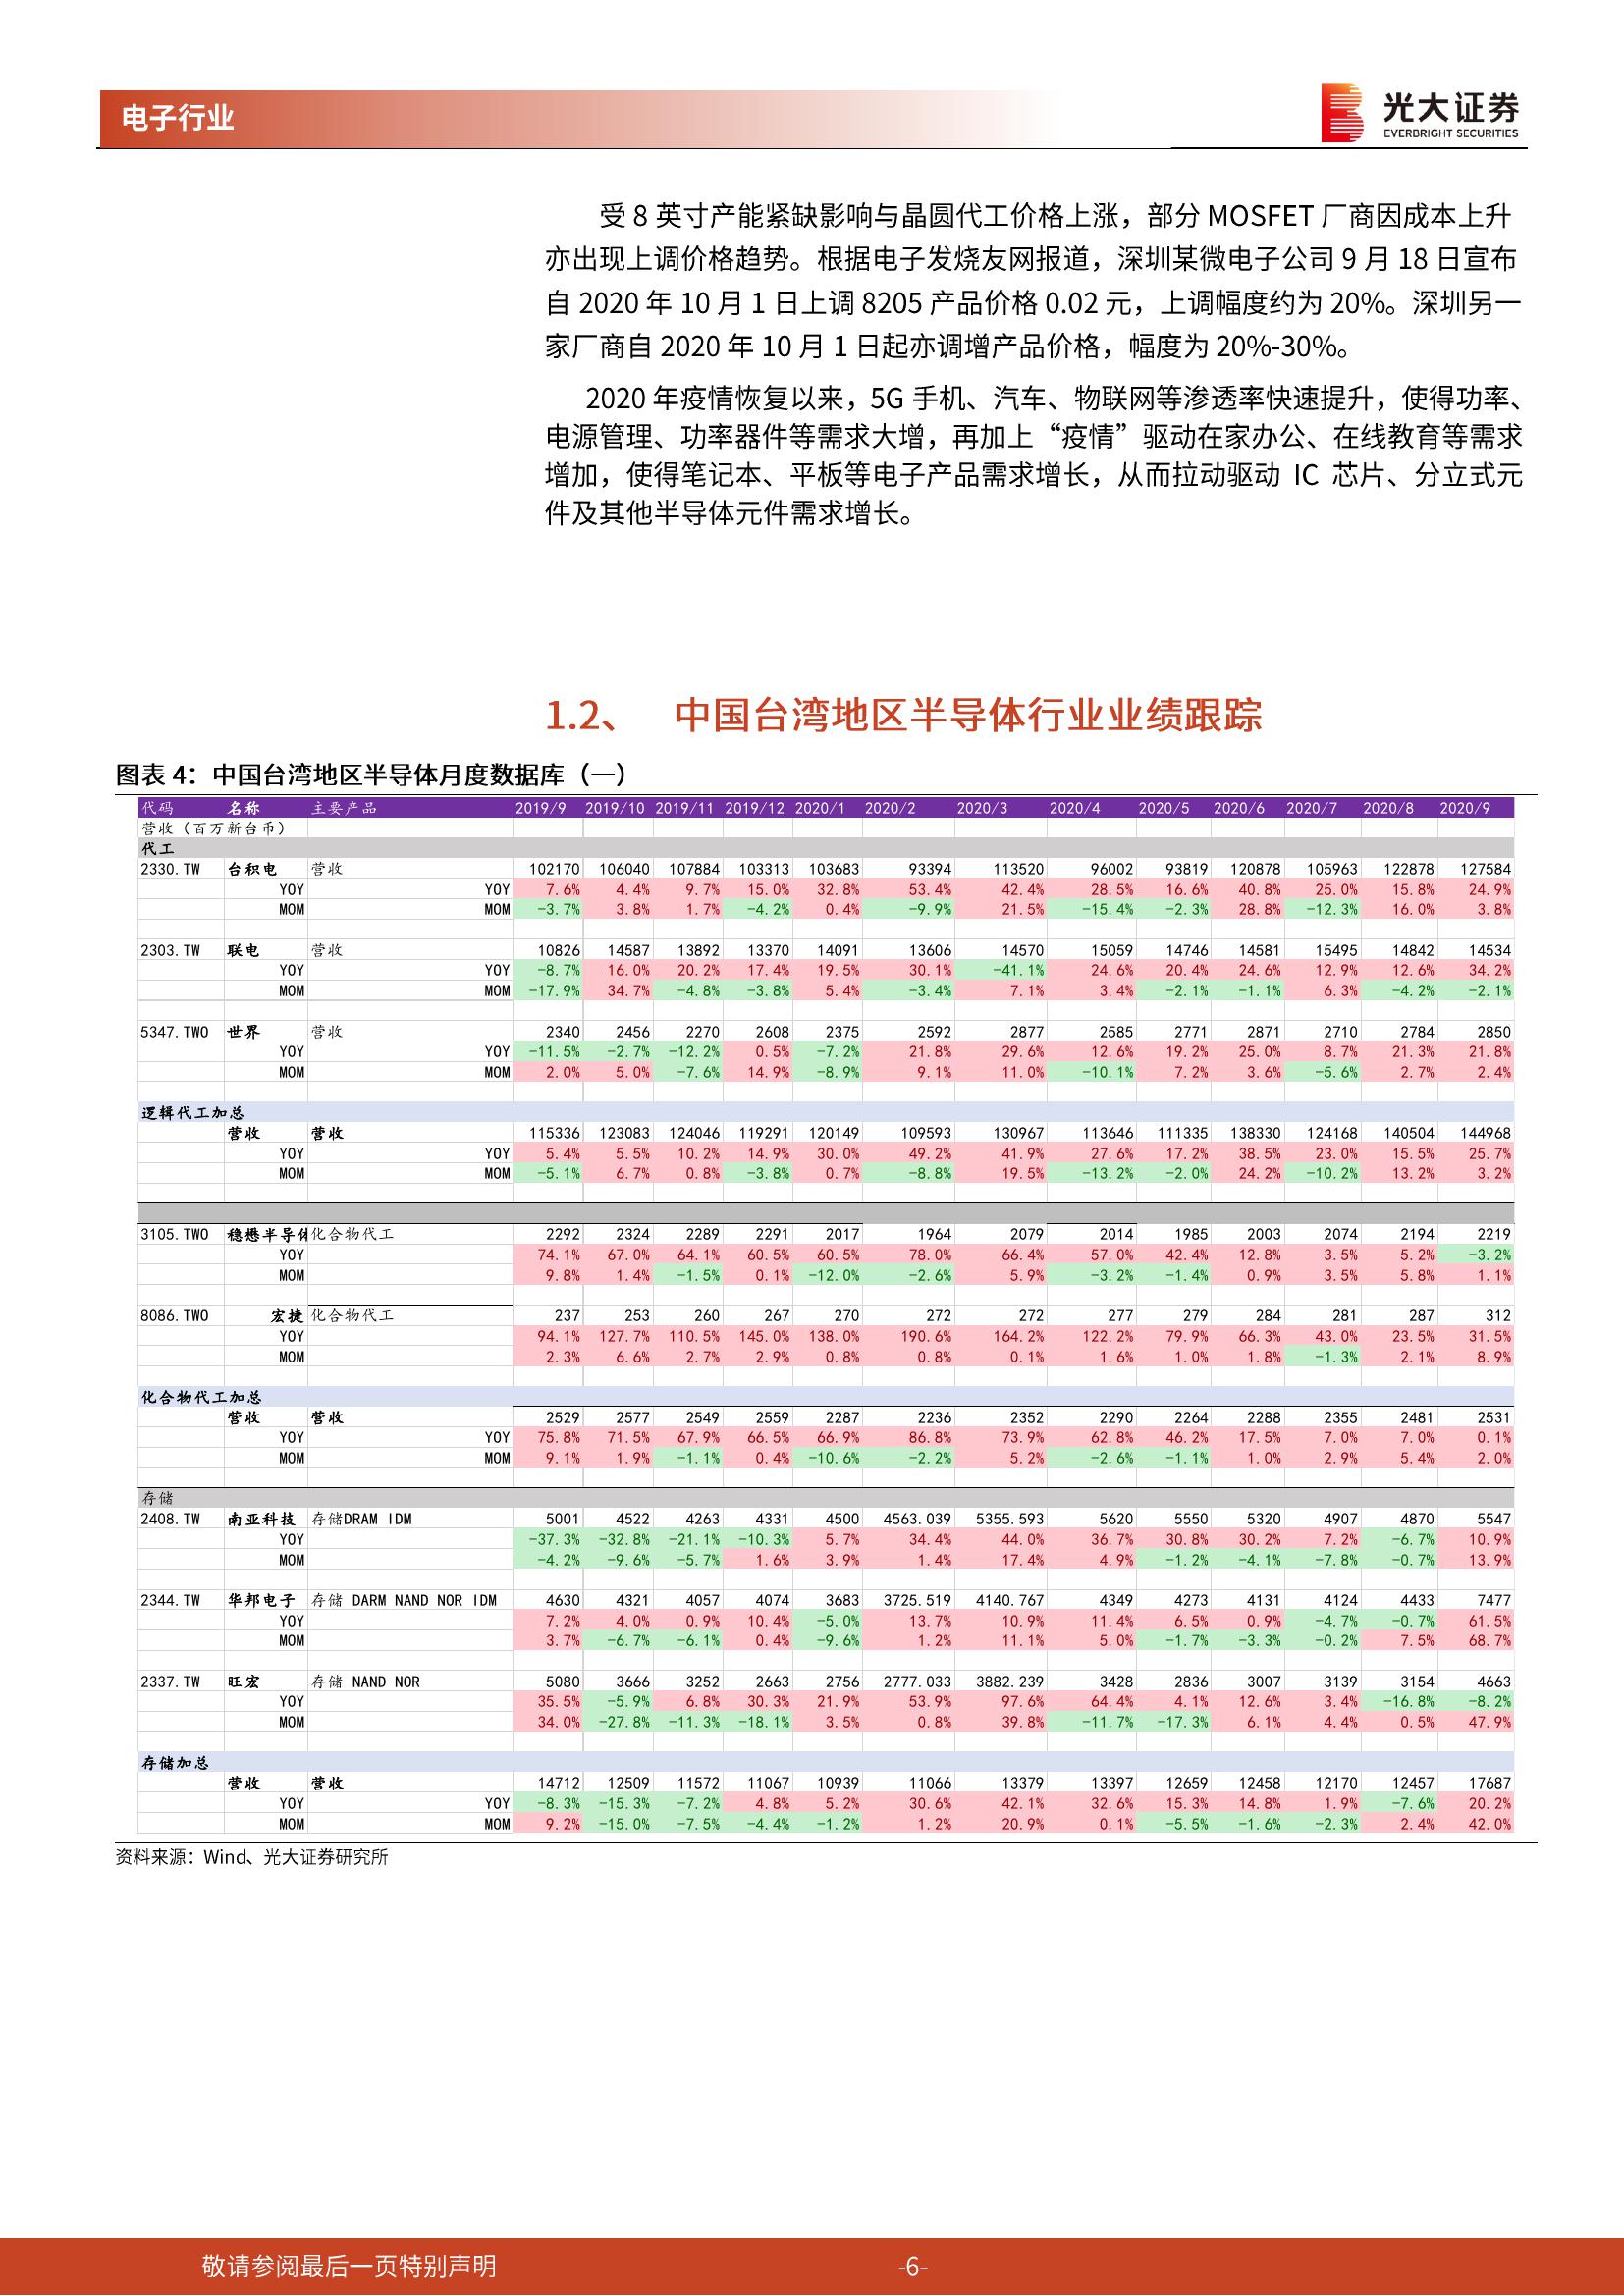 电子行业
光大证券
EVERBRIGHT SECURITIES
受 8 英寸产能紧缺影响与晶圆代工价格上涨，部分 MOSFET 厂商因成本上升
亦出现上调价格趋势。根据电子发烧友网报道，深圳某微电子公司 9 月 18 日宣布
自 2020 年 10 月 1 日上调 8205 产品价格 0.02 元，上调幅度约为 20%。深圳另一
家厂商自 2020 年 10 月 1 日起亦调增产品价格，幅度为 20%-30%。
2020 年疫情恢复以来，5G 手机、汽车、物联网等渗透率快速提升，使得功率、
电源管理、功率器件等需求大增，再加上“疫情”驱动在家办公、在线教育等需求
增加，使得笔记本、平板等电子产品需求增长，从而拉动驱动 IC 芯片、分立式元
件及其他半导体元件需求增长。
1.2、 中国台湾地区半导体行业业绩跟踪
图表 4：中国台湾地区半导体月度数据库（一）
代码 名称 主要产品 2019/9 2019/10 2019/11 2019/12 2020/1 2020/2 2020/3 2020/4 2020/5 2020/6 2020/7 2020/8 2020/9
营收（百万新台币）
代工
2330.TW 台积电 营收 102170 106040 107884 103313 103683 93394 113520 96002 93819 120878 105963 122878 127584
YOY YOY 7.6% 4.4% 9.7% 15.0% 32.8% 53.4% 42.4% 28.5% 16.6% 40.8% 25.0% 15.8% 24.9%
MOM MOM -3.7% 3.8% 1.7% -4.2% 0.4% -9.9% 21.5% -15.4% -2.3% 28.8% -12.3% 16.0% 3.8%
2303.TW 联电 营收 10826 14587 13892 13370 14091 13606 14570 15059 14746 14581 15495 14842 14534
YOY YOY -8.7% 16.0% 20.2% 17.4% 19.5% 30.1% -41.1% 24.6% 20.4% 24.6% 12.9% 12.6% 34.2%
MOM MOM -17.9% 34.7% -4.8% -3.8% 5.4% -3.4% 7.1% 3.4% -2.1% -1.1% 6.3% -4.2% -2.1%
5347.TWO 世界 营收 2340 2456 2270 2608 2375 2592 2877 2585 2771 2871 2710 2784 2850
YOY YOY -11.5% -2.7% -12.2% 0.5% -7.2% 21.8% 29.6% 12.6% 19.2% 25.0% 8.7% 21.3% 21.8%
MOM MOM 2.0% 5.0% -7.6% 14.9% -8.9% 9.1% 11.0% -10.1% 7.2% 3.6% -5.6% 2.7% 2.4%
逻辑代工加总
营收 营收 115336 123083 124046 119291 120149 109593 130967 113646 111335 138330 124168 140504 144968
YOY YOY 5.4% 5.5% 10.2% 14.9% 30.0% 49.2% 41.9% 27.6% 17.2% 38.5% 23.0% 15.5% 25.7%
MOM MOM -5.1% 6.7% 0.8% -3.8% 0.7% -8.8% 19.5% -13.2% -2.0% 24.2% -10.2% 13.2% 3.2%
3105.TWO 稳懋半导体 化合物代工 2292 2324 2289 2291 2017 1964 2079 2014 1985 2003 2074 2194 2219
YOY 74.1% 67.0% 64.1% 60.5% 60.5% 78.0% 66.4% 57.0% 42.4% 12.8% 3.5% 5.2% -3.2%
MOM 9.8% 1.4% -1.5% 0.1% -12.0% -2.6% 5.9% -3.2% -1.4% 0.9% 3.5% 5.8% 1.1%
8086.TWO 宏捷 化合物代工 237 253 260 267 270 272 272 277 279 284 281 287 312
YOY 94.1% 127.7% 110.5% 145.0% 138.0% 190.6% 164.2% 122.2% 79.9% 66.3% 43.0% 23.5% 31.5%
MOM 2.3% 6.6% 2.7% 2.9% 0.8% 0.8% 0.1% 1.6% 1.0% 1.8% -1.3% 2.1% 8.9%
化合物代工加总
营收 营收 2529 2577 2549 2559 2287 2236 2352 2290 2264 2288 2355 2481 2531
YOY YOY 75.8% 71.5% 67.9% 66.5% 66.9% 86.8% 73.9% 62.8% 46.2% 17.5% 7.0% 7.0% 0.1%
MOM MOM 9.1% 1.9% -1.1% 0.4% -10.6% -2.2% 5.2% -2.6% -1.1% 1.0% 2.9% 5.4% 2.0%
存储
2408.TW 南亚科技 存储DRAM IDM 5001 4522 4263 4331 4500 4563.039 5355.593 5620 5550 5320 4907 4870 5547
YOY -37.3% -32.8% -21.1% -10.3% 5.7% 34.4% 44.0% 36.7% 30.8% 30.2% 7.2% -6.7% 10.9%
MOM -4.2% -9.6% -5.7% 1.6% 3.9% 1.4% 17.4% 4.9% -1.2% -4.1% -7.8% -0.7% 13.9%
2344.TW 华邦电子 存储 DARM NAND NOR IDM 4630 4321 4057 4074 3683 3725.519 4140.767 4349 4273 4131 4124 4433 7477
YOY 7.2% 4.0% 0.9% 10.4% -5.0% 13.7% 10.9% 11.4% 6.5% 0.9% -4.7% -0.7% 61.5%
MOM 3.7% -6.7% -6.1% 0.4% -9.6% 1.2% 11.1% 5.0% -1.7% -3.3% -0.2% 7.5% 68.7%
2337.TW 旺宏 存储 NAND NOR 5080 3666 3252 2663 2756 2777.033 3882.239 3428 2836 3007 3139 3154 4663
YOY 35.5% -5.9% 6.8% 30.3% 21.9% 53.9% 97.6% 64.4% 4.1% 12.6% 3.4% -16.8% -8.2%
MOM 34.0% -27.8% -11.3% -18.1% 3.5% 0.8% 39.8% -11.7% -17.3% 6.1% 4.4% 0.5% 47.9%
存储加总
营收 营收 14712 12509 11572 11067 10939 11066 13379 13397 12659 12458 12170 12457 17687
YOY YOY -8.3% -15.3% -7.2% 4.8% 5.2% 30.6% 42.1% 32.6% 15.3% 14.8% 1.9% -7.6% 20.2%
MOM MOM 9.2% -15.0% -7.5% -4.4% -1.2% 1.2% 20.9% 0.1% -5.5% -1.6% -2.3% 2.4% 42.0%
资料来源：Wind、光大证券研究所
敬请参阅最后一页特别声明 -6-